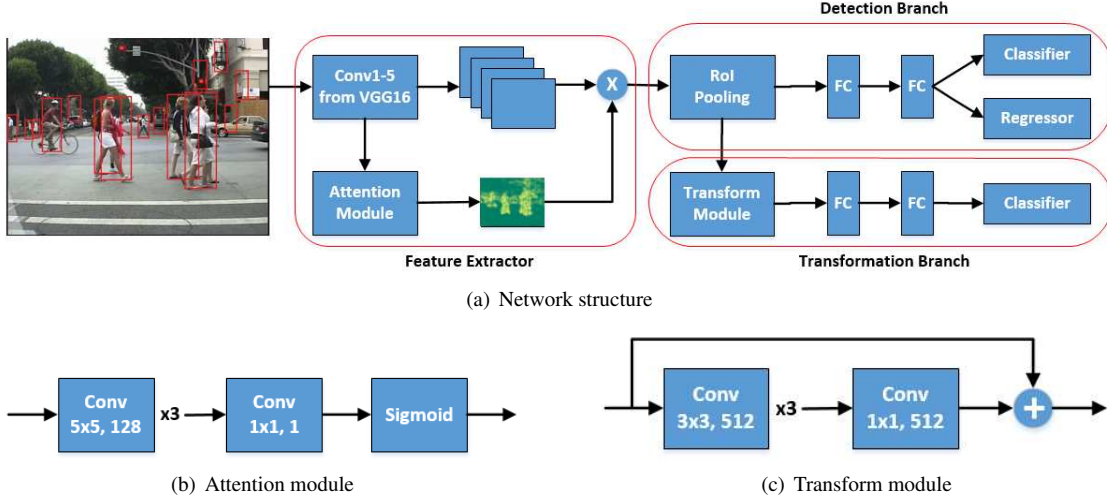 Detection Branch
Conv1-5
from VGG16
X
RoI
Pooling
FC
FC
Classifier
Regressor
Attention
Module
Transform
Module
FC
FC
Classifier
Feature Extractor
Transformation Branch
(a) Network structure
Conv
5x5, 128
x3
Conv
1x1, 1
Sigmoid
(b) Attention module
Conv
3x3, 512
x3
Conv
1x1, 512
+
(c) Transform module